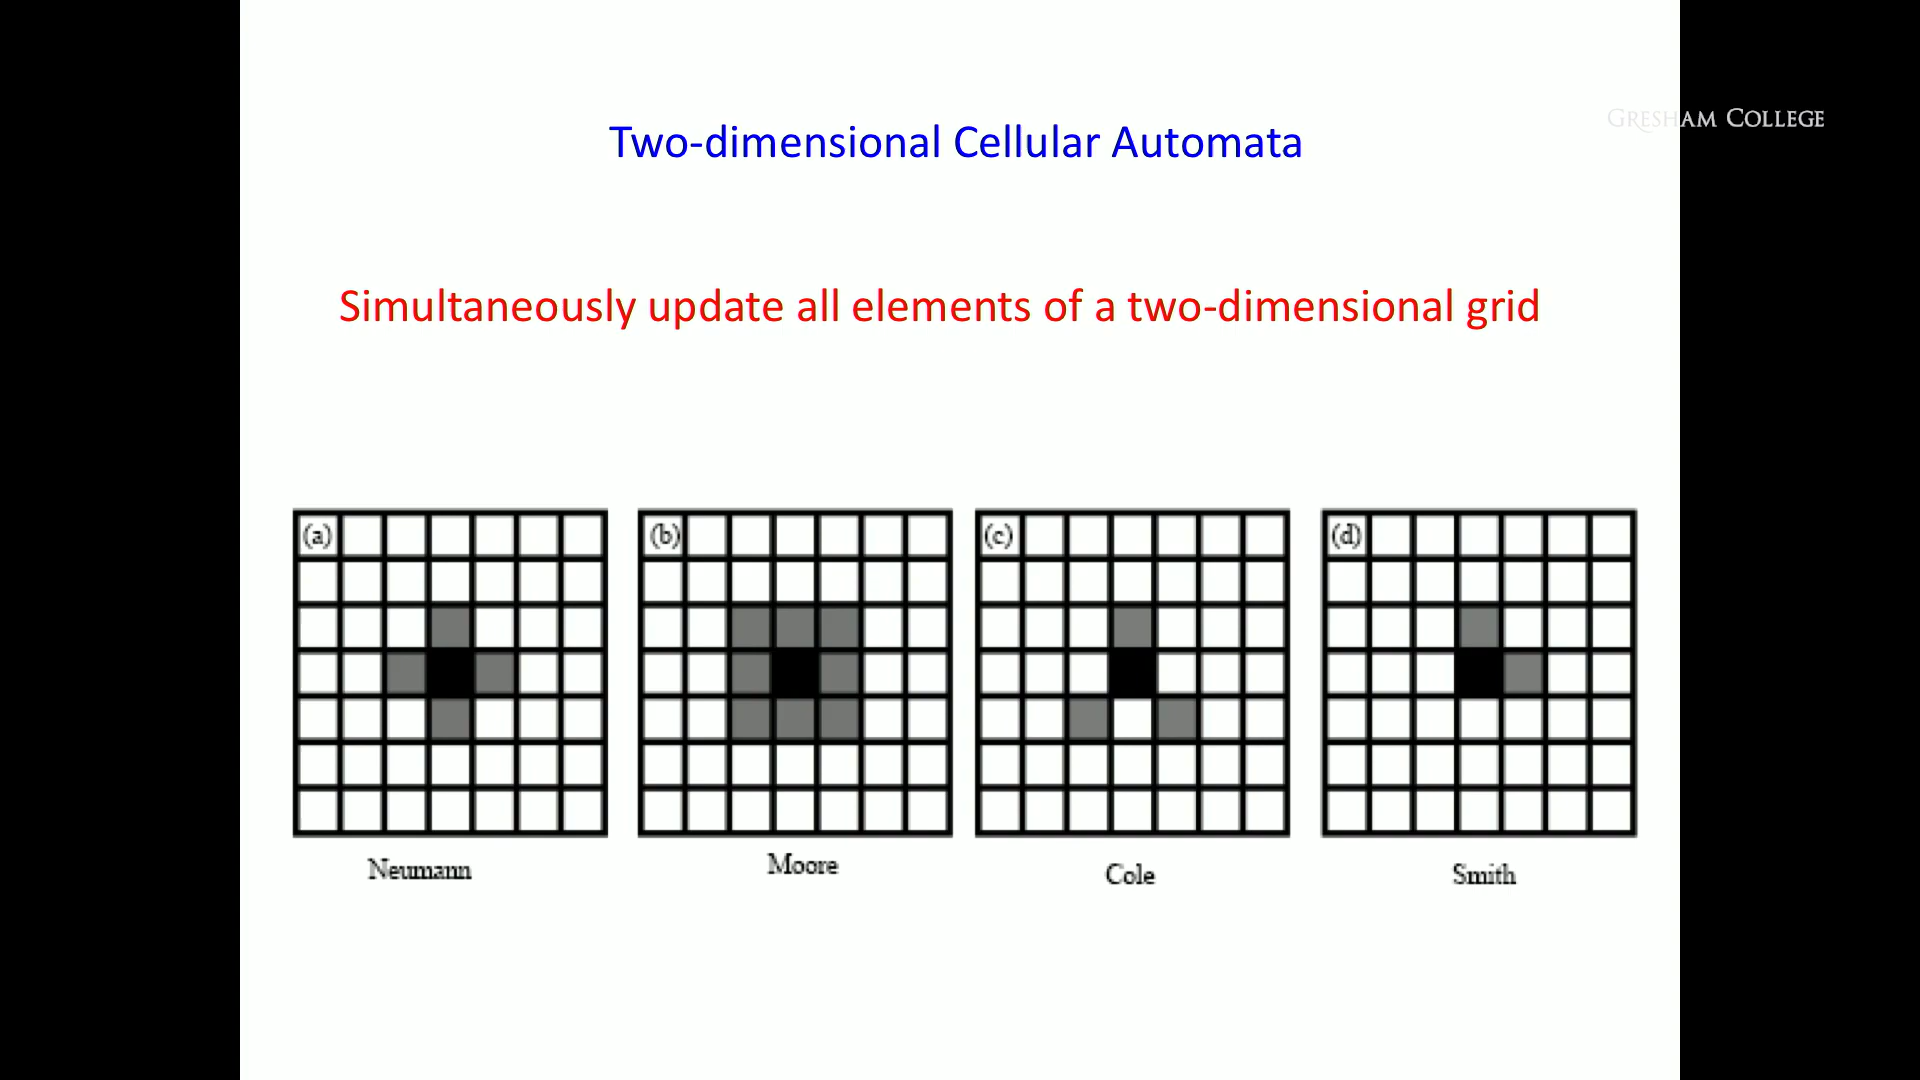 GRESHAM COLLEGE
Two-dimensional Cellular Automata
Simultaneously update all elements of a two-dimensional grid
(a) (b) (c) (d)
Neumann Moore Cole Smith